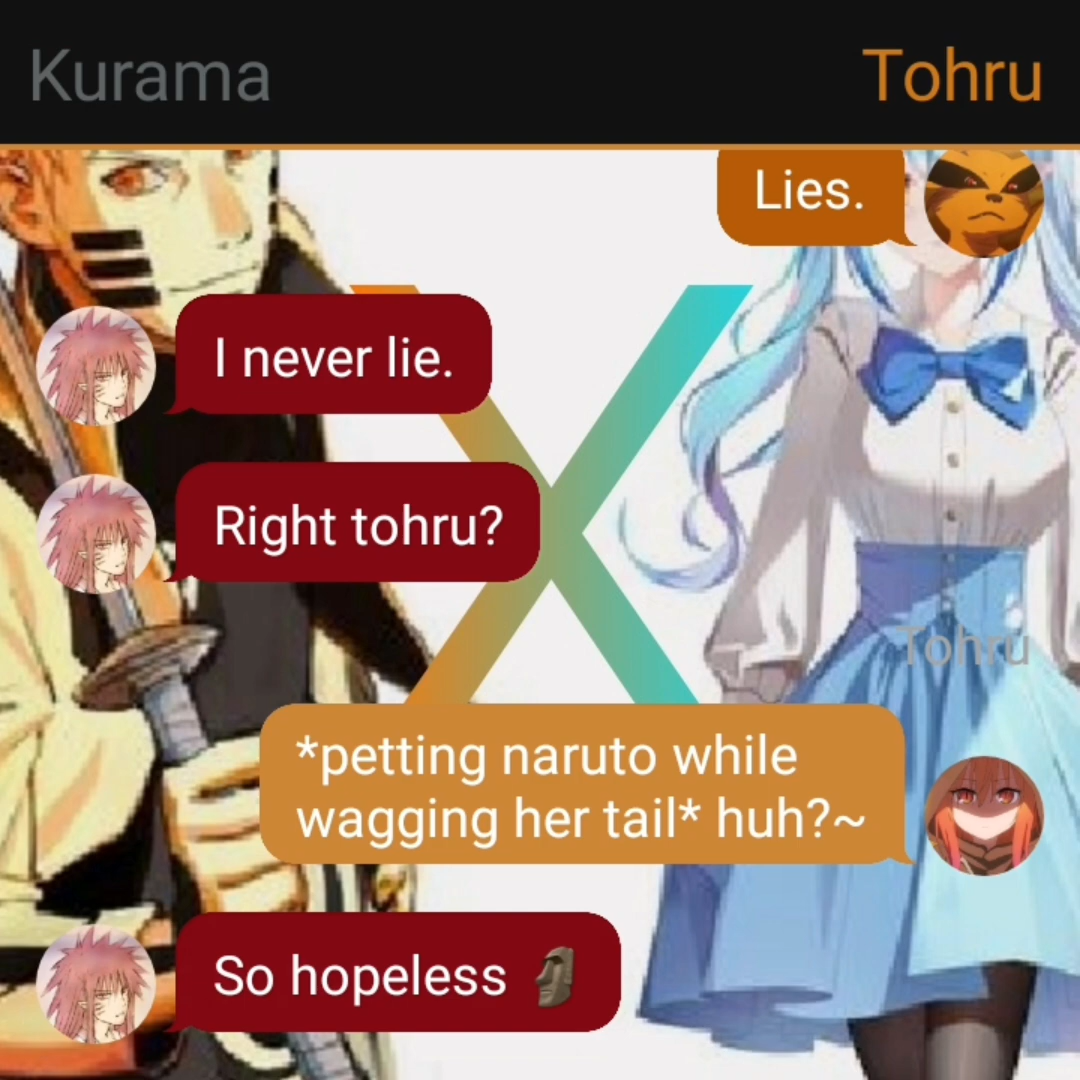 Kurama
Tohru
Lies.
I never lie.
Right tohru?
Tohru
*petting naruto while
wagging her tail* huh?~
So hopeless 🗿